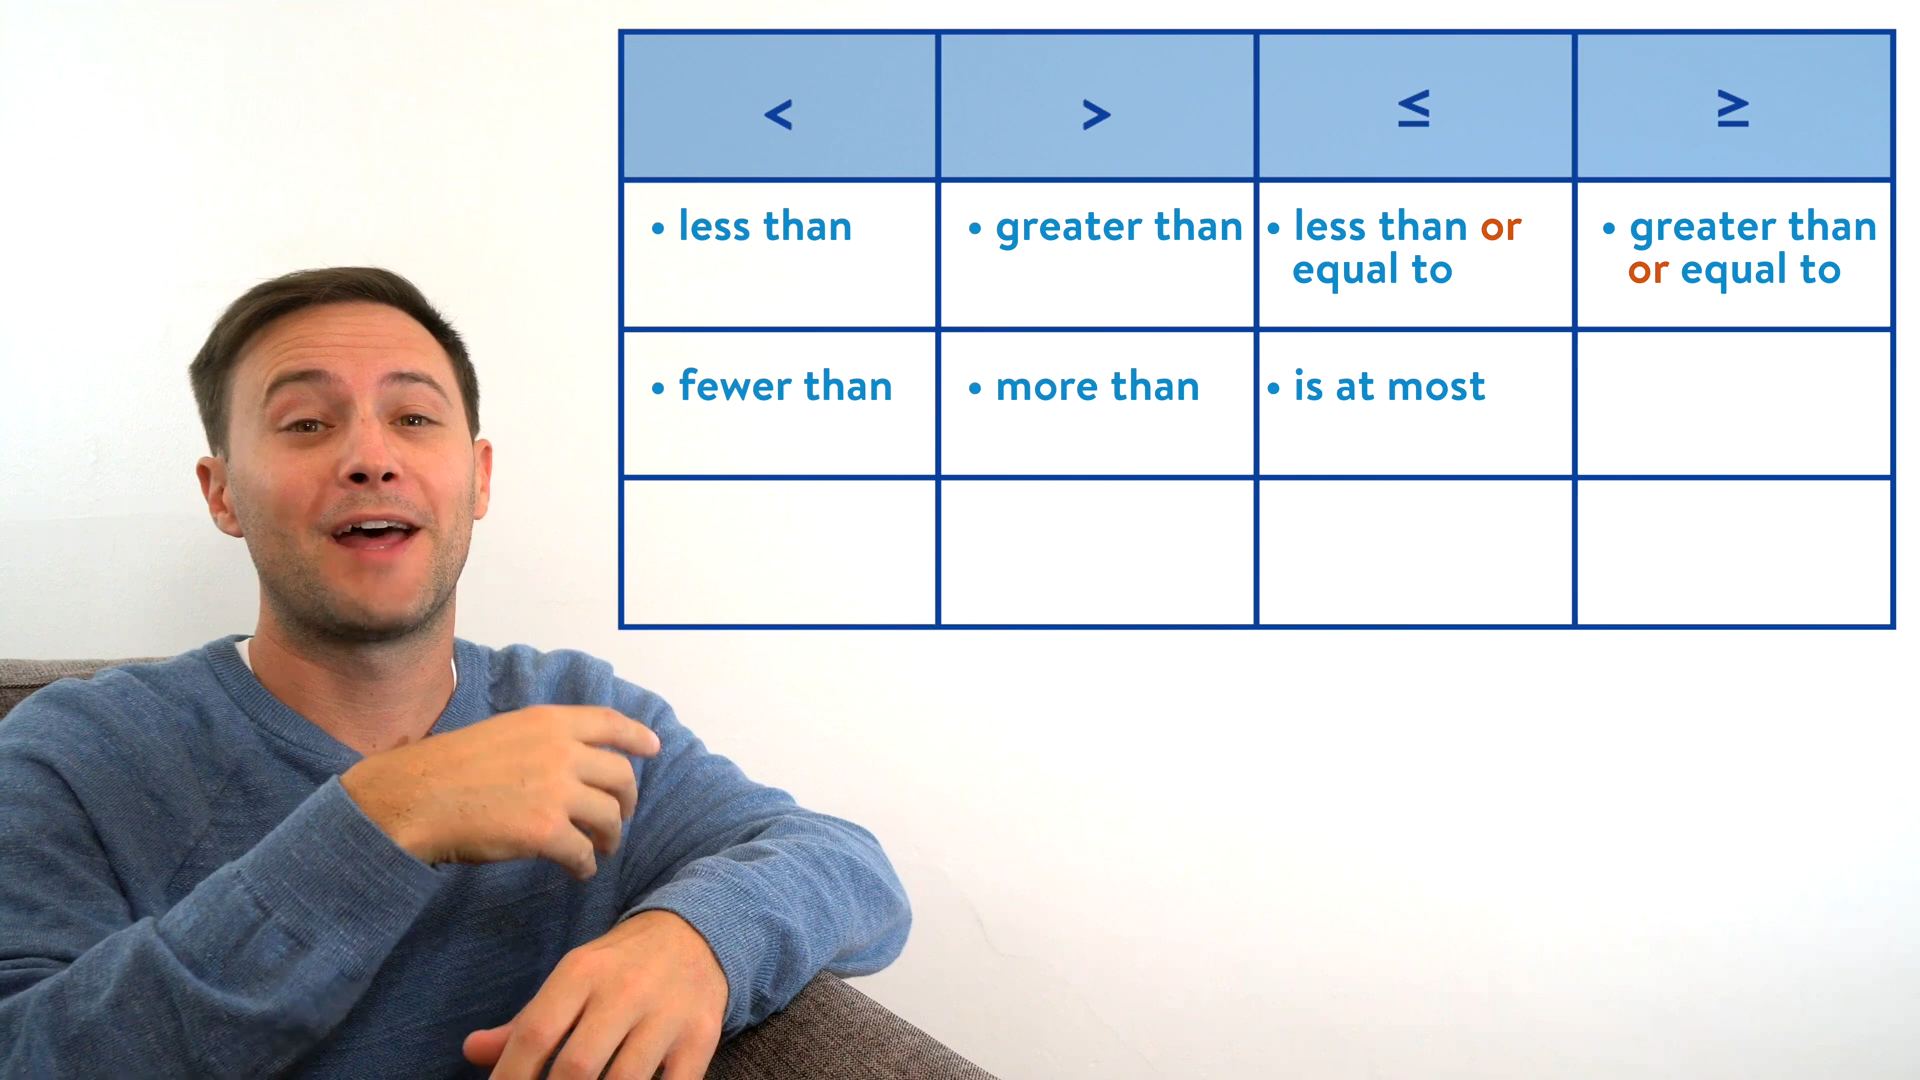 < > ≤ ≥
• less than • greater than • less than or • greater than
equal to or equal to
• fewer than • more than • is at most